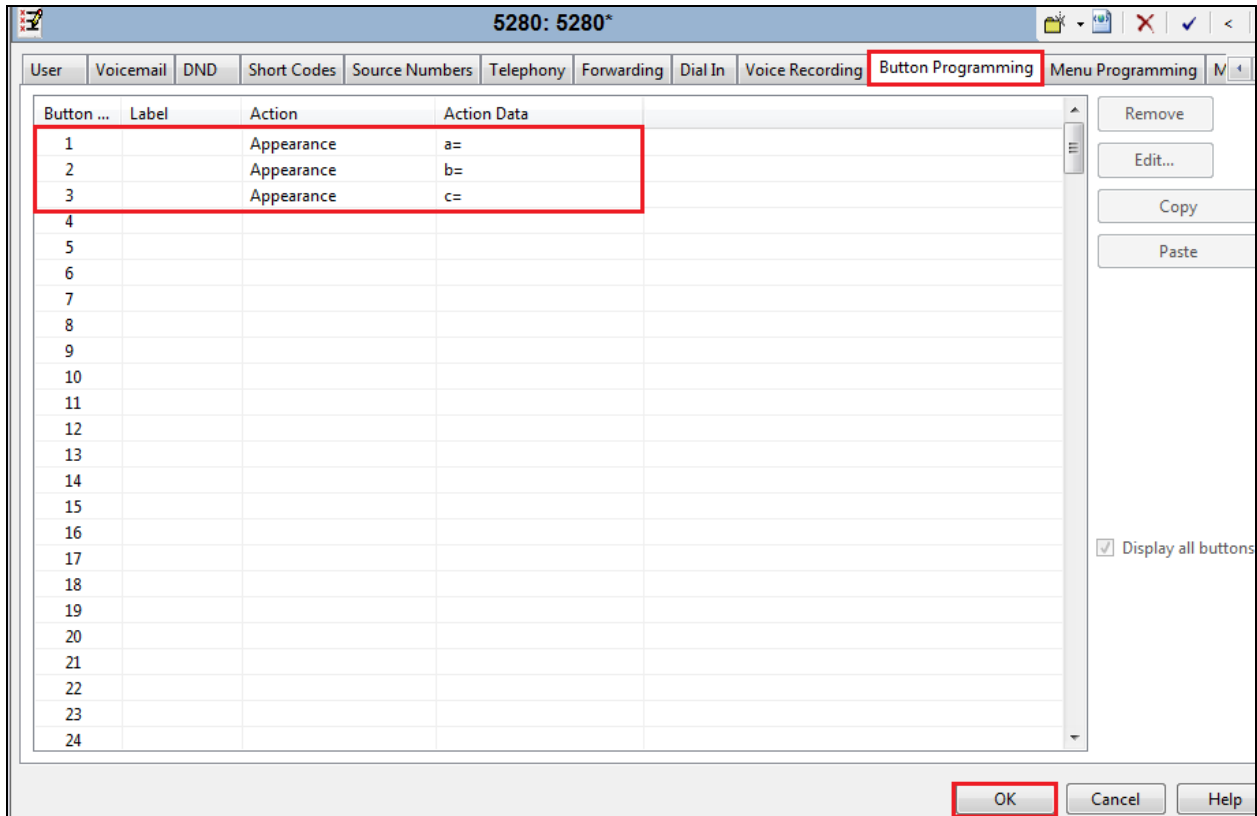 5280: 5280*
<
User Voicemail DND Short Codes Source Numbers Telephony Forwarding Dial In Voice Recording Button Programming Menu Programming M
Button ... Label Action Action Data
Remove
1 Appearance a=
Edit...
2 Appearance b=
3 Appearance c=
Copy
4
5
Paste
6
7
8
9
10
11
12
13
14
15
16
17
Display all buttons
18
19
20
21
22
23
24
OK Cancel Help